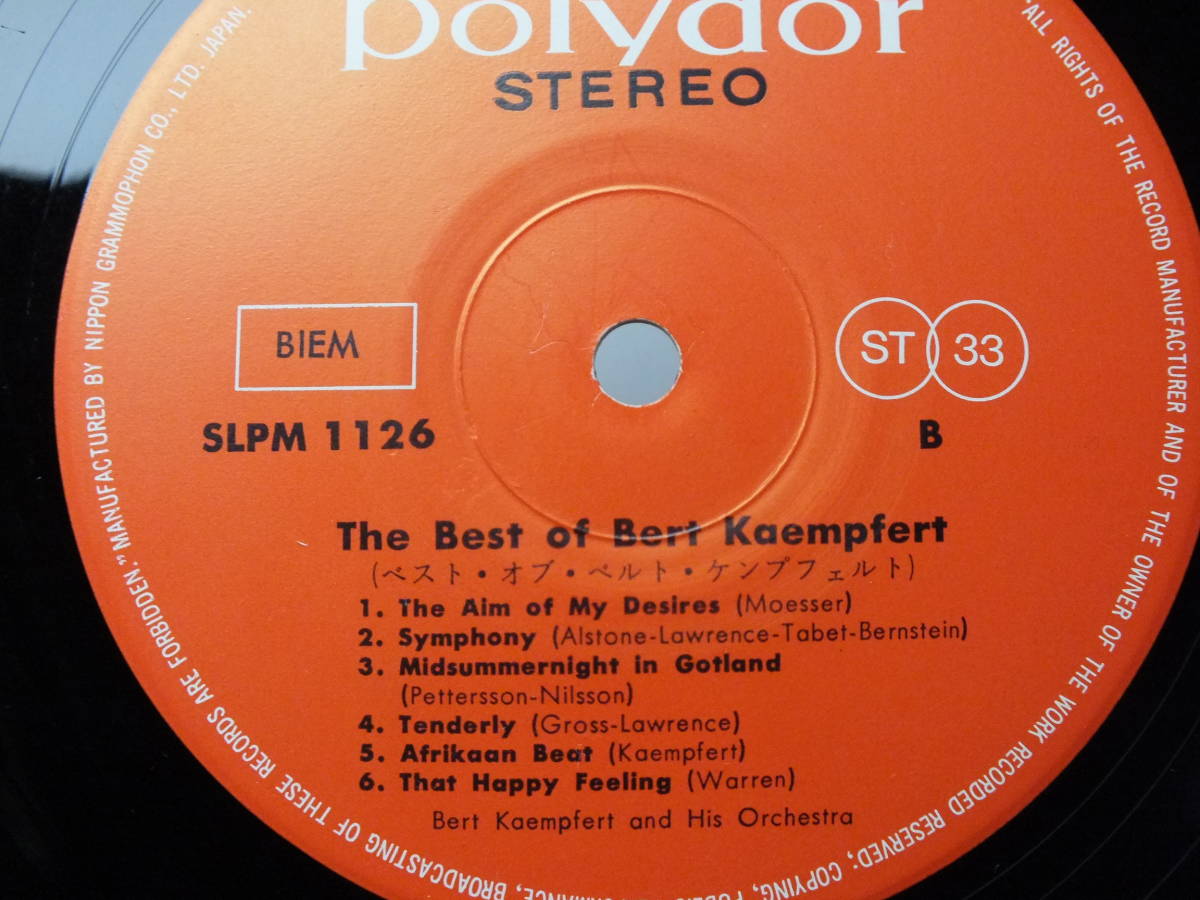 polydor
STEREO
BIEM
ST 33
SLPM 1126
B
The Best of Bert Kaempfert
(ベスト・オブ・ベルト・ケンプフェルト)
1. The Aim of My Desires (Moesser)
2. Symphony (Alstone-Lawrence-Tabet-Bernstein)
3. Midsummernight in Gotland
(Pettersson-Nilsson)
4. Tenderly (Gross-Lawrence)
5. Afrikaan Beat (Kaempfert)
6. That Happy Feeling (Warren)
Bert Kaempfert and His Orchestra
"ALL RIGHTS OF THE RECORD MANUFACTURER AND OF THE OWNER OF THE WORK RECORDED RESERVED; COPYING, BROADCASTING OF THESE RECORDS ARE FORBIDDEN." MANUFACTURED BY NIPPON GRAMMOPHON CO., LTD. JAPAN.